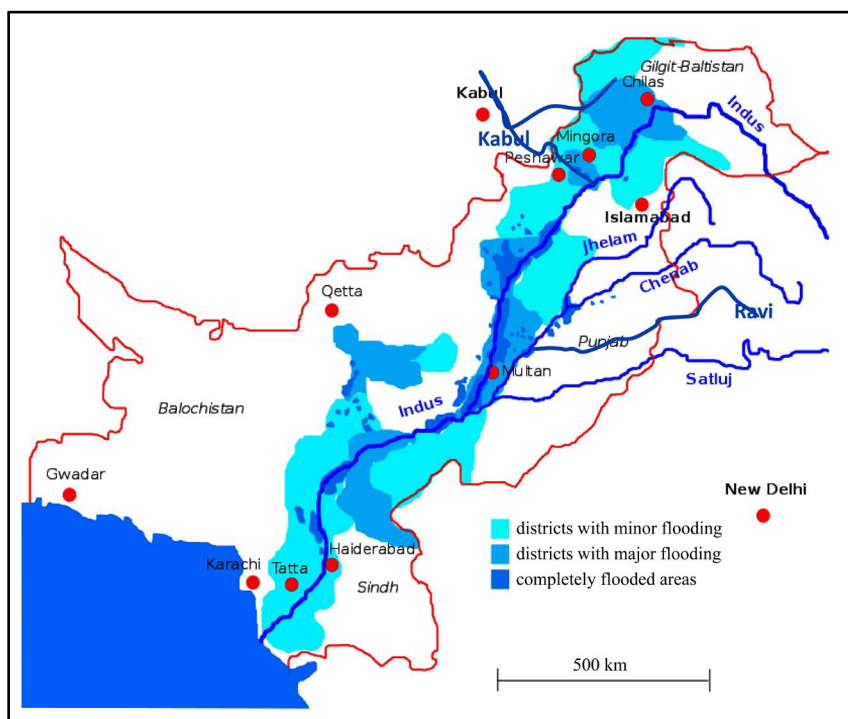 Gilgit-Baltistan
Chilas
Kabul
Indus
Kabul
Mingora
Peshawar
Islamabad
Jhelam
Chenab
Qetta
Ravi
Punjab
Multan
Satluj
Indus
Balochistan
Gwadar
New Delhi
districts with minor flooding
districts with major flooding
completely flooded areas
Haiderabad
Karachi
Tatta
Sindh
500 km